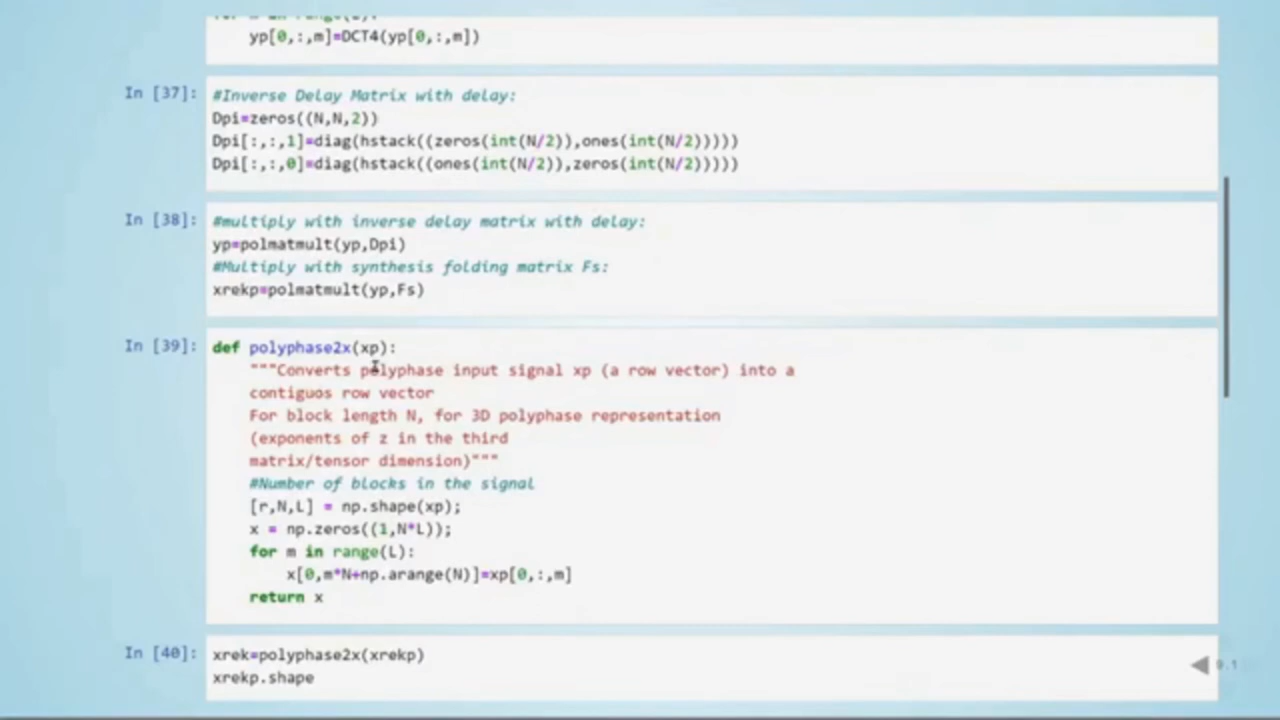 yp[0,:,m]=DCT4(yp[0,:,m])
In [37]:
#Inverse Delay Matrix with delay:
Dpi=zeros((N,N,2))
Dpi[:,:,1]=diag(hstack((zeros(int(N/2)),ones(int(N/2)))))
Dpi[:,:,0]=diag(hstack((ones(int(N/2)),zeros(int(N/2)))))
In [38]:
#multiply with inverse delay matrix with delay:
yp=polmatmult(yp,Dpi)
#Multiply with synthesis folding matrix Fs:
xrekp=polmatmult(yp,Fs)
In [39]:
def polyphase2x(xp):
"""Converts polyphase input signal xp (a row vector) into a
contiguos row vector
For block length N, for 3D polyphase representation
(exponents of z in the third
matrix/tensor dimension)"""
#Number of blocks in the signal
[r,N,L] = np.shape(xp);
x = np.zeros((1,N*L));
for m in range(L):
x[0,m*N+np.arange(N)]=xp[0,:,m]
return x
In [40]:
xrek=polyphase2x(xrekp)
xrekp.shape
9.1